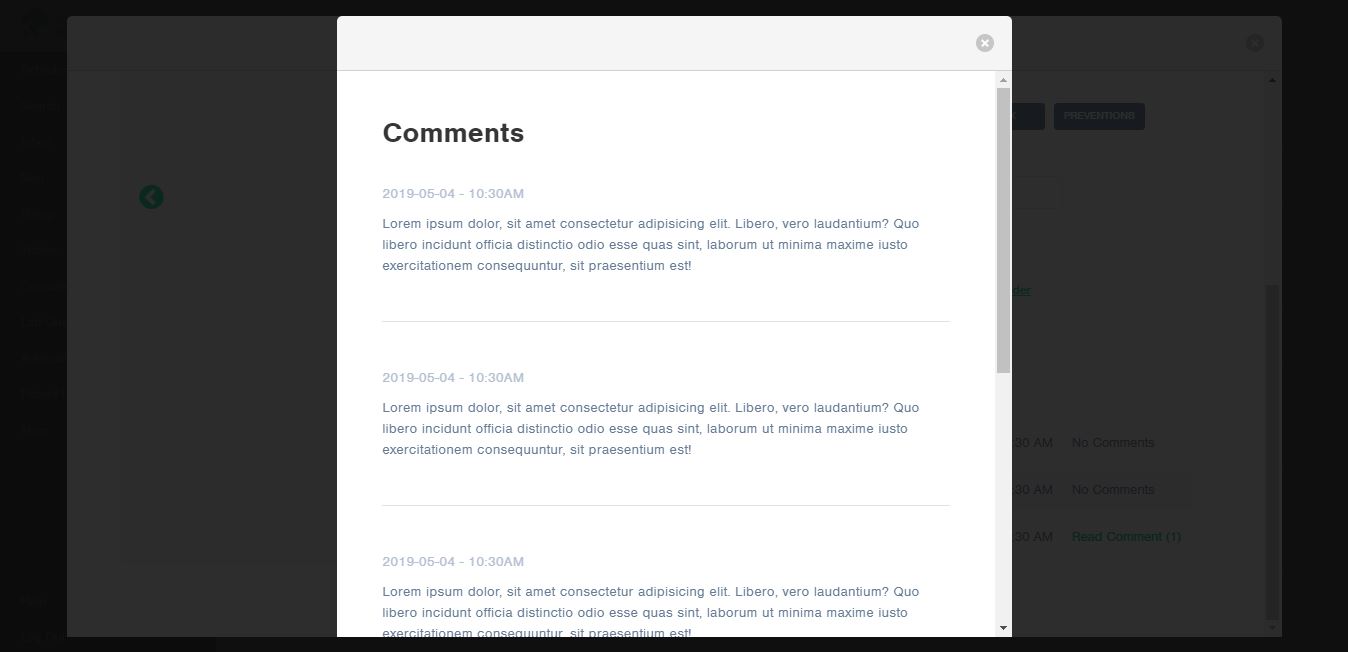 Comments
2019-05-04 - 10:30AM
Lorem ipsum dolor, sit amet consectetur adipisicing elit. Libero, vero laudantium? Quo
libero incidunt officia distinctio odio esse quas sint, laborum ut minima maxime iusto
exercitationem consequuntur, sit praesentium est!
2019-05-04 - 10:30AM
Lorem ipsum dolor, sit amet consectetur adipisicing elit. Libero, vero laudantium? Quo
libero incidunt officia distinctio odio esse quas sint, laborum ut minima maxime iusto
exercitationem consequuntur, sit praesentium est!
2019-05-04 - 10:30AM
Lorem ipsum dolor, sit amet consectetur adipisicing elit. Libero, vero laudantium? Quo
libero incidunt officia distinctio odio esse quas sint, laborum ut minima maxime iusto
exercitationem consequuntur, sit praesentium est!
PREVENTIONS
:30 AM No Comments
:30 AM No Comments
:30 AM Read Comment (1)